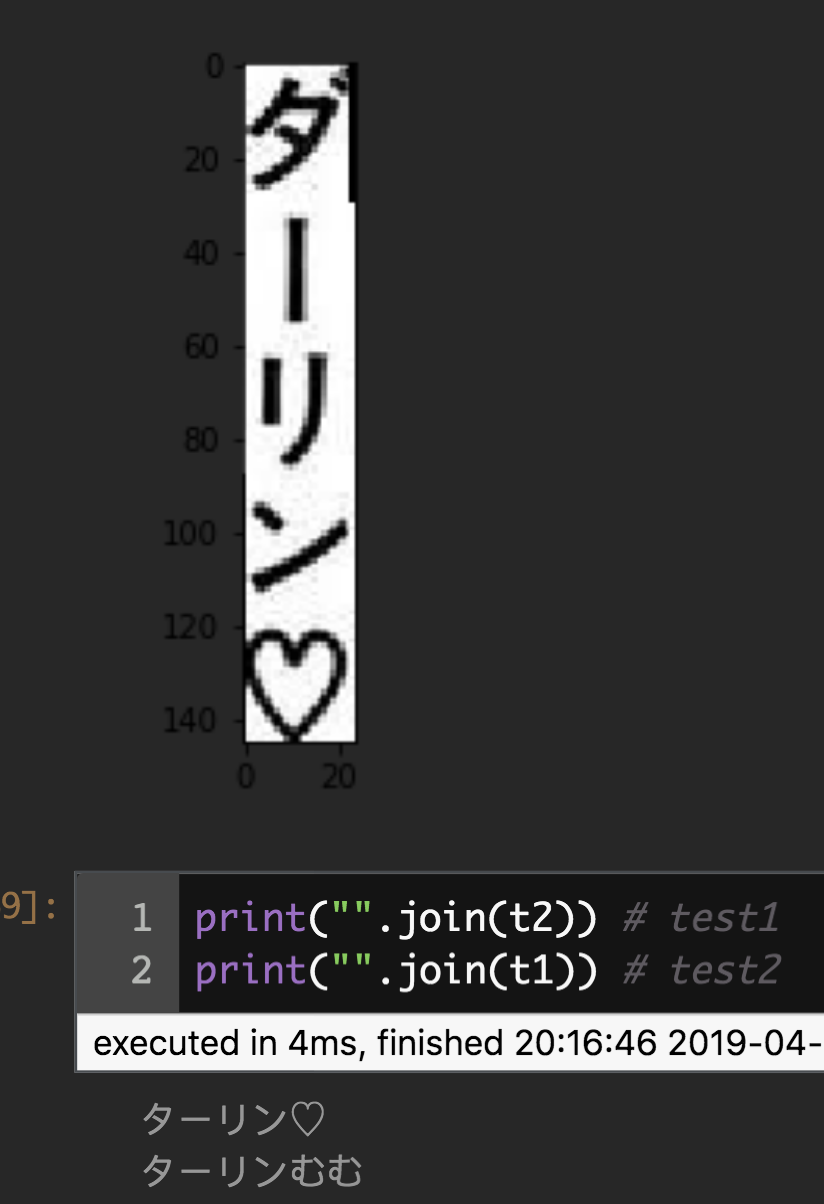 0
20
40
60
80
100
120
140
0 20
ダーリン♡
9]:
1 print("".join(t2)) # test1
2 print("".join(t1)) # test2
executed in 4ms, finished 20:16:46 2019-04-
ターリン♡
ターリンむむ